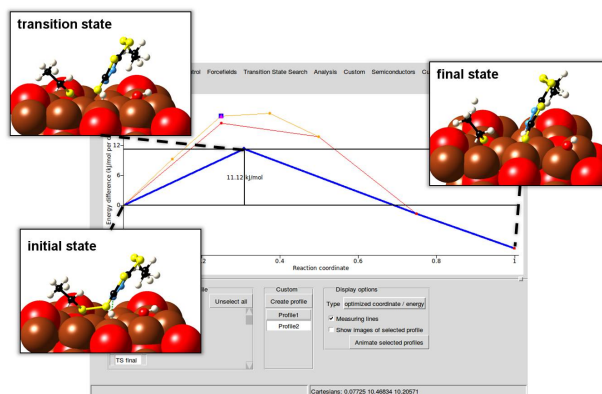 transition state
final state
trol Forcefields Transition State Search Analysis Custom Semiconductors Cu
Energy difference (kJ/mol per
12
6
0
11.12 kJ/mol
0.4
0.6
0.8
1
Reaction coordinate
initial state
Unselect all
TS final
Custom
Create profile
Profile1
Profile2
Display options
Type optimized coordinate / energy
Measuring lines
Show images of selected profile
Animate selected profiles
Cartesians: 0.07725 10.46834 10.20571